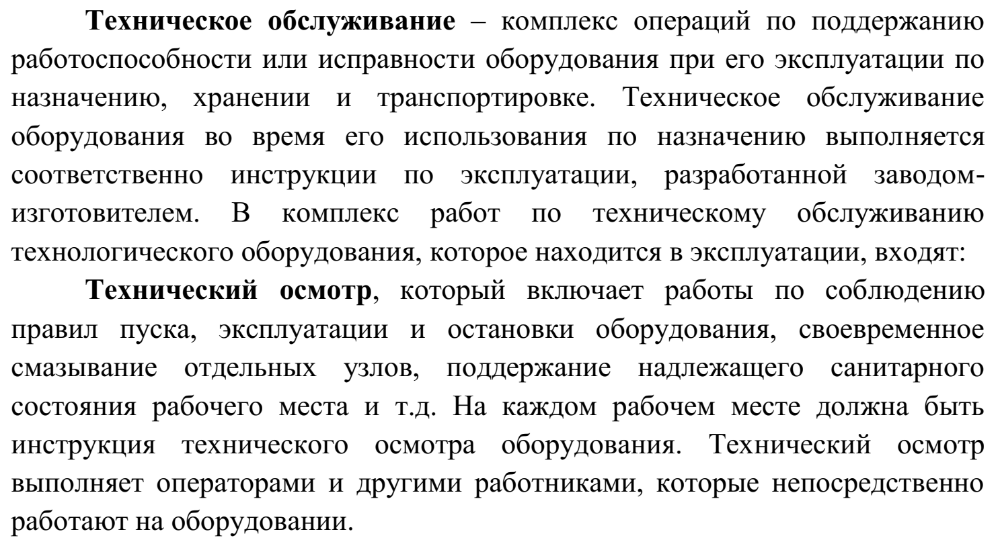 Техническое обслуживание – комплекс операций по поддержанию
работоспособности или исправности оборудования при его эксплуатации по
назначению, хранении и транспортировке. Техническое обслуживание
оборудования во время его использования по назначению выполняется
соответственно инструкции по эксплуатации, разработанной заводом-
изготовителем. В комплекс работ по техническому обслуживанию
технологического оборудования, которое находится в эксплуатации, входят:
Технический осмотр, который включает работы по соблюдению
правил пуска, эксплуатации и остановки оборудования, своевременное
смазывание отдельных узлов, поддержание надлежащего санитарного
состояния рабочего места и т.д. На каждом рабочем месте должна быть
инструкция технического осмотра оборудования. Технический осмотр
выполняет операторами и другими работниками, которые непосредственно
работают на оборудовании.